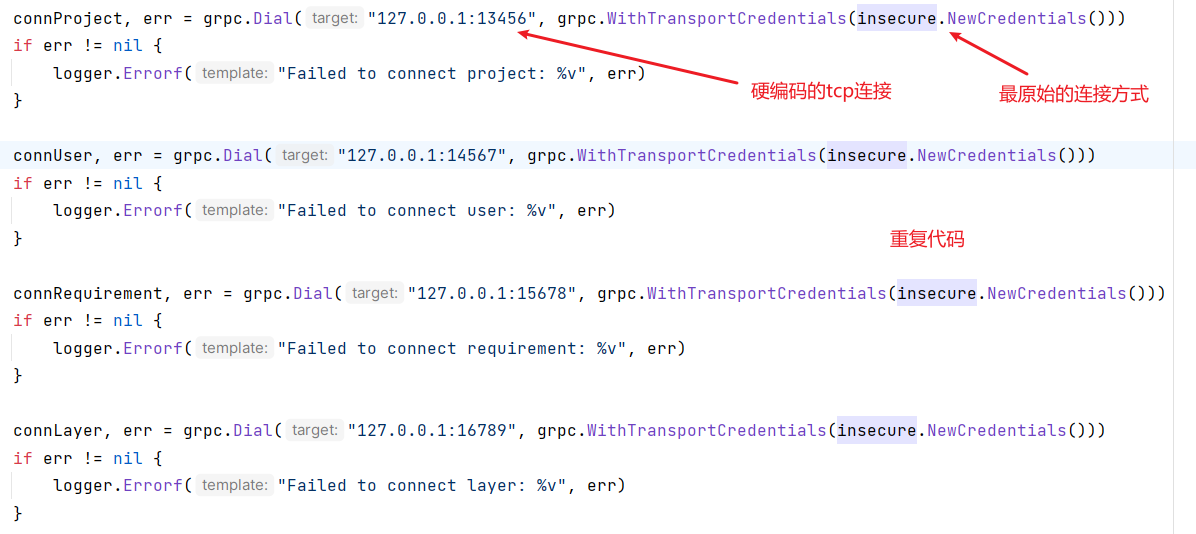 connProject, err = grpc.Dial( target: "127.0.0.1:13456", grpc.WithTransportCredentials(insecure.NewCredentials()))
if err != nil {
logger.Errorf( template: "Failed to connect project: %v", err)
硬编码的tcp连接
最原始的连接方式
}
connUser, err = grpc.Dial( target: "127.0.0.1:14567", grpc.WithTransportCredentials(insecure.NewCredentials()))
if err != nil {
logger.Errorf( template: "Failed to connect user: %v", err)
}
重复代码
connRequirement, err = grpc.Dial( target: "127.0.0.1:15678", grpc.WithTransportCredentials(insecure.NewCredentials()))
if err != nil {
logger.Errorf( template: "Failed to connect requirement: %v", err)
}
connLayer, err = grpc.Dial( target: "127.0.0.1:16789", grpc.WithTransportCredentials(insecure.NewCredentials()))
if err != nil {
logger.Errorf( template: "Failed to connect layer: %v", err)
}